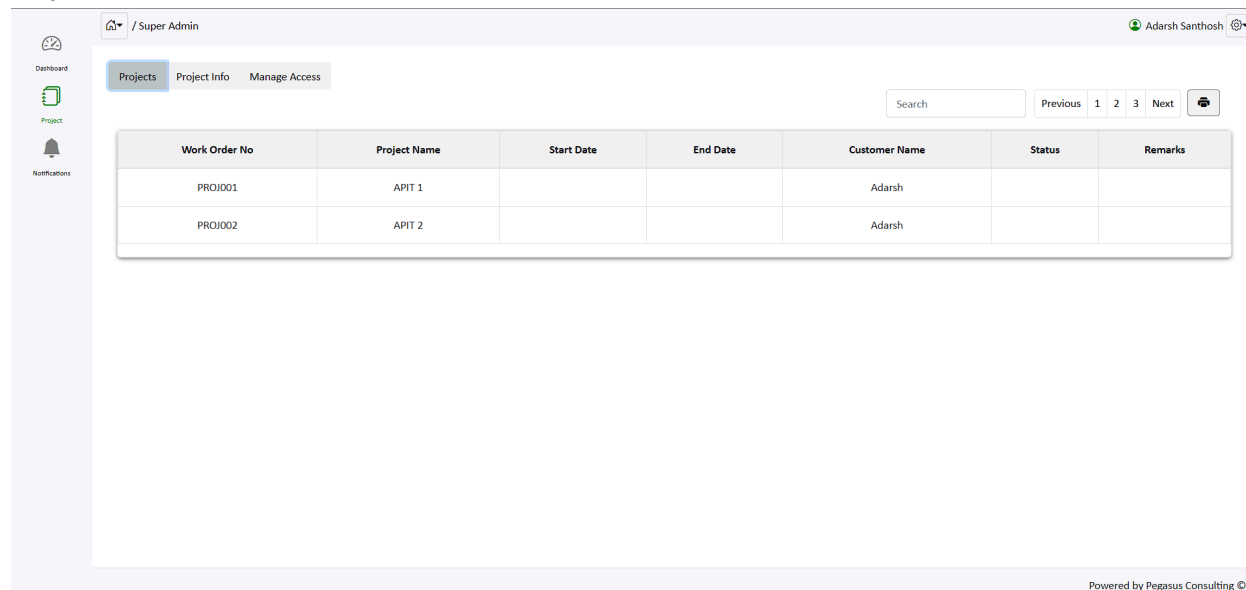 / Super Admin
Adarsh Santhosh
Dashboard
Project
Notifications
Projects Project Info Manage Access
Search Previous 1 2 3 Next
Work Order No Project Name Start Date End Date Customer Name Status Remarks
PROJ001 APIT 1 Adarsh
PROJ002 APIT 2 Adarsh
Powered by Pegasus Consulting ©